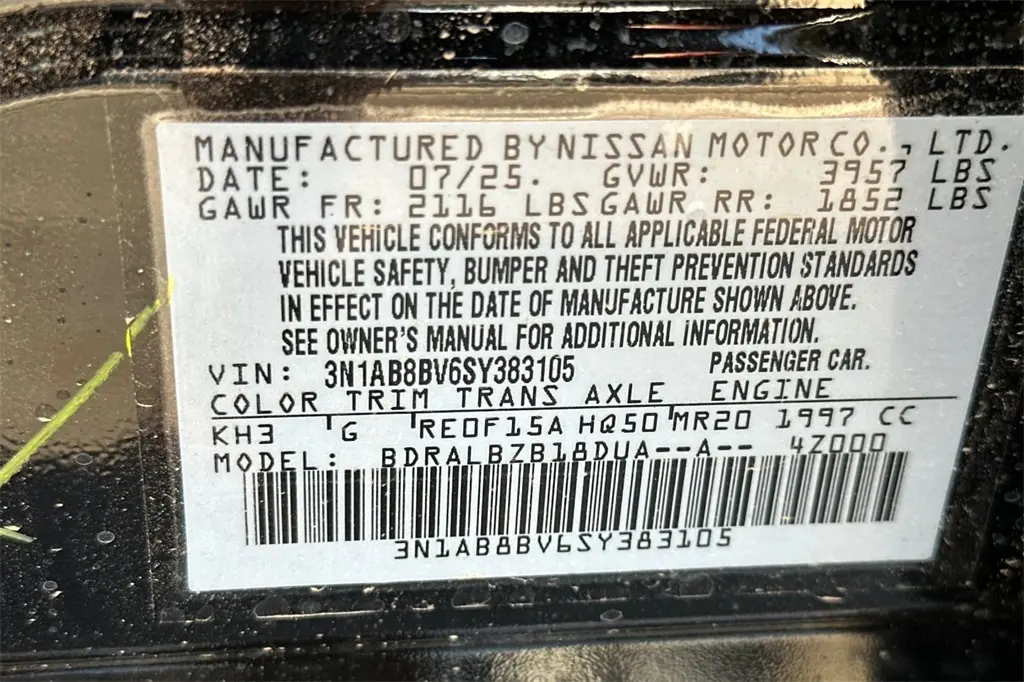 MANUFACTURED BY NISSAN MOTOR CO., LTD.
DATE: 07/25. GVWR: 3957 LBS
GAWR FR: 2116 LBS GAWR RR: 1852 LBS
THIS VEHICLE CONFORMS TO ALL APPLICABLE FEDERAL MOTOR
VEHICLE SAFETY, BUMPER AND THEFT PREVENTION STANDARDS
IN EFFECT ON THE DATE OF MANUFACTURE SHOWN ABOVE.
SEE OWNER'S MANUAL FOR ADDITIONAL INFORMATION.
VIN: 3N1AB8BV6SY383105 PASSENGER CAR.
COLOR TRIM TRANS AXLE ENGINE
KH3 G RE0F15A HQ50 MR20 1997 CC
MODEL: BDRALBZB18DUA--A-- 4Z000
3N1AB8BV6SY383105